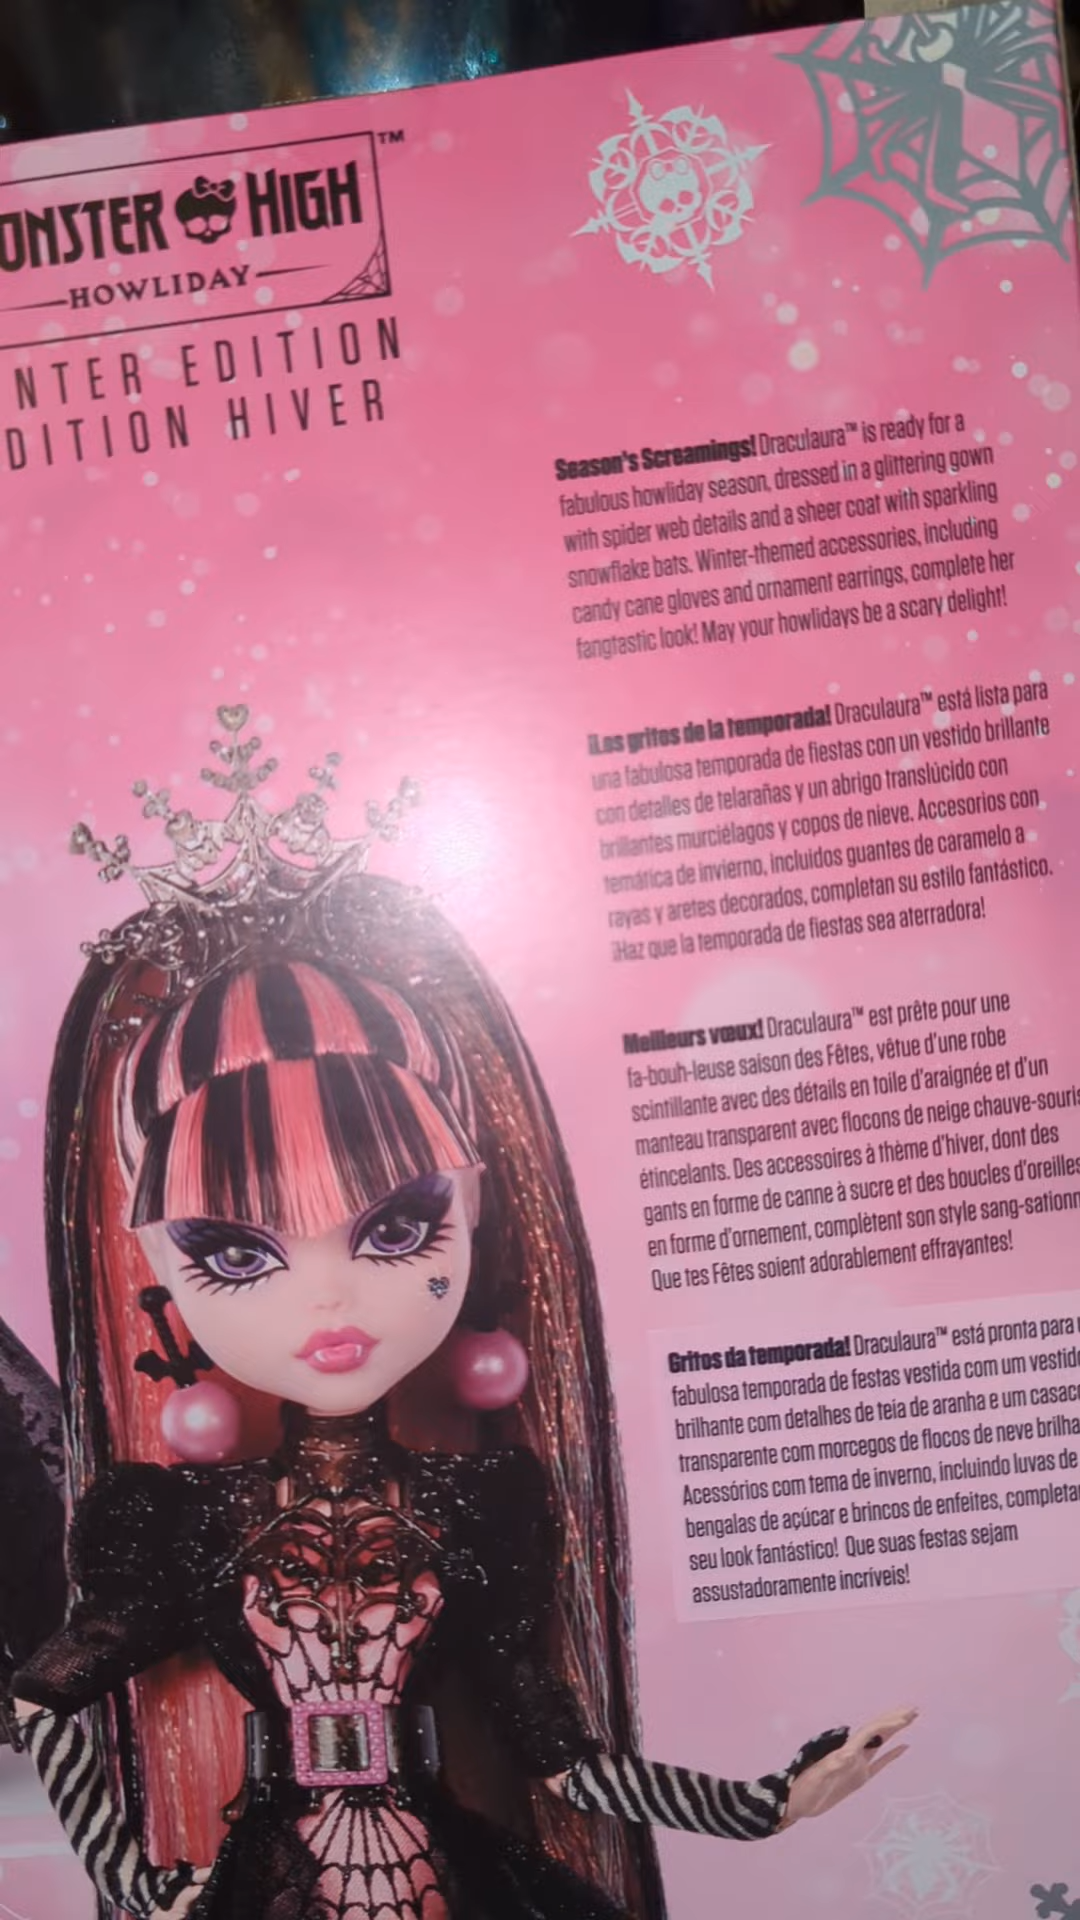 ONSTER HIGH™
HOWLIDAY
NTER EDITION
DITION HIVER
Season's Screamings! Draculaura™ is ready for a
fabulous howliday season, dressed in a glittering gown
with spider web details and a sheer coat with sparkling
snowflake bats. Winter-themed accessories, including
candy cane gloves and ornament earrings, complete her
fangtastic look! May your howlidays be a scary delight!
¡Los gritos de la temporada! Draculaura™ está lista para
una fabulosa temporada de fiestas con un vestido brillante
con detalles de telarañas y un abrigo translúcido con
brillantes murciélagos y copos de nieve. Accesorios con
temática de invierno, incluidos guantes de caramelo a
rayas y aretes decorados, completan su estilo fantástico.
¡Haz que la temporada de fiestas sea aterradora!
Meilleurs vœux! Draculaura™ est prête pour une
fa-bouh-leuse saison des Fêtes, vêtue d'une robe
scintillante avec des détails en toile d'araignée et d'un
manteau transparent avec flocons de neige chauve-souris
étincelants. Des accessoires à thème d'hiver, dont des
gants en forme de canne à sucre et des boucles d'oreilles
en forme d'ornement, complètent son style sang-sationn
Que tes Fêtes soient adorablement effrayantes!
Gritos da temporada! Draculaura™ está pronta para
fabulosa temporada de festas vestida com um vestido
brilhante com detalhes de teia de aranha e um casaco
transparente com morcegos de flocos de neve brilha
Acessórios com tema de inverno, incluindo luvas de
bengalas de açúcar e brincos de enfeites, completa
seu look fantástico! Que suas festas sejam
assustadoramente incríveis!